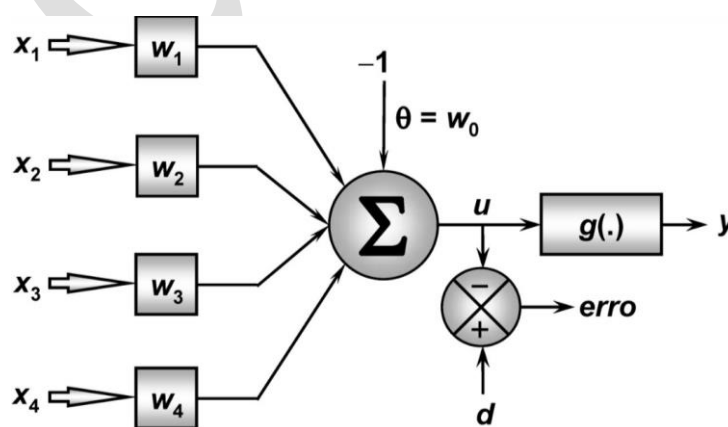 x1 w1
–1
θ = w0
x2 w2
Σ
u
g(.)
y
x3 w3
–
+
erro
x4 w4
d